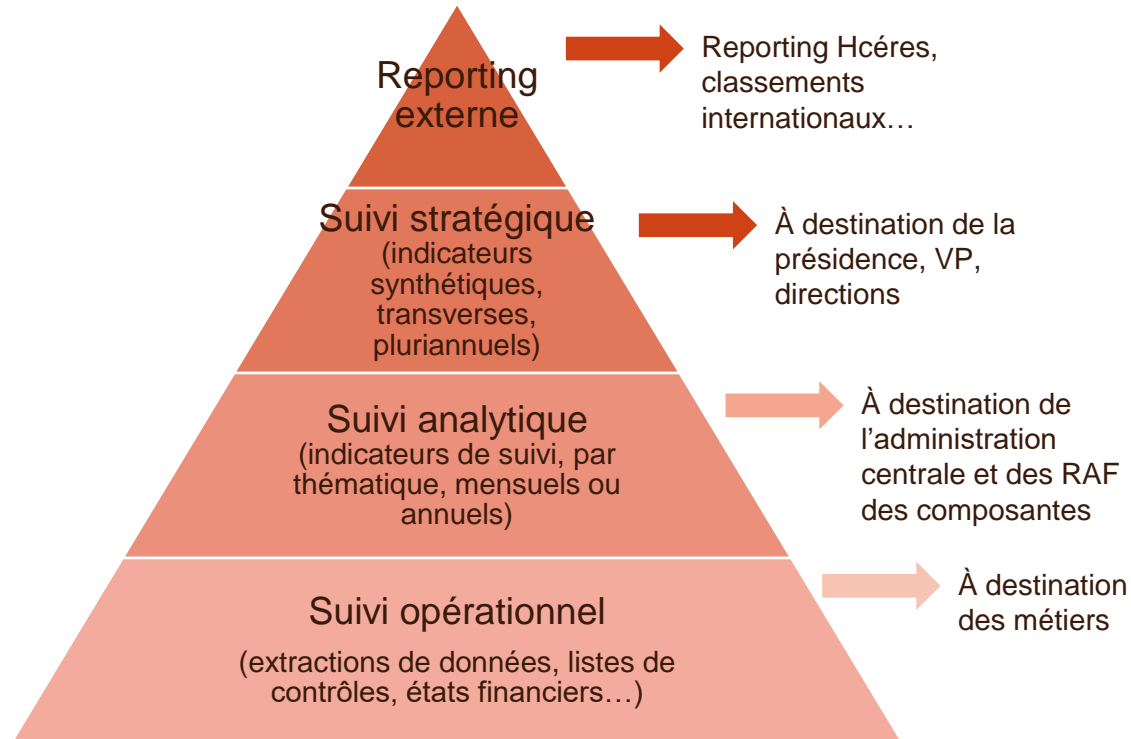 Reporting
externe
Reporting Hcéres,
classements
internationaux…
Suivi stratégique
(indicateurs
synthétiques,
transverses,
pluriannuels)
À destination de la
présidence, VP,
directions
Suivi analytique
(indicateurs de suivi, par
thématique, mensuels ou
annuels)
À destination de
l’administration
centrale et des RAF
des composantes
Suivi opérationnel
(extractions de données, listes de
contrôles, états financiers…)
À destination
des métiers